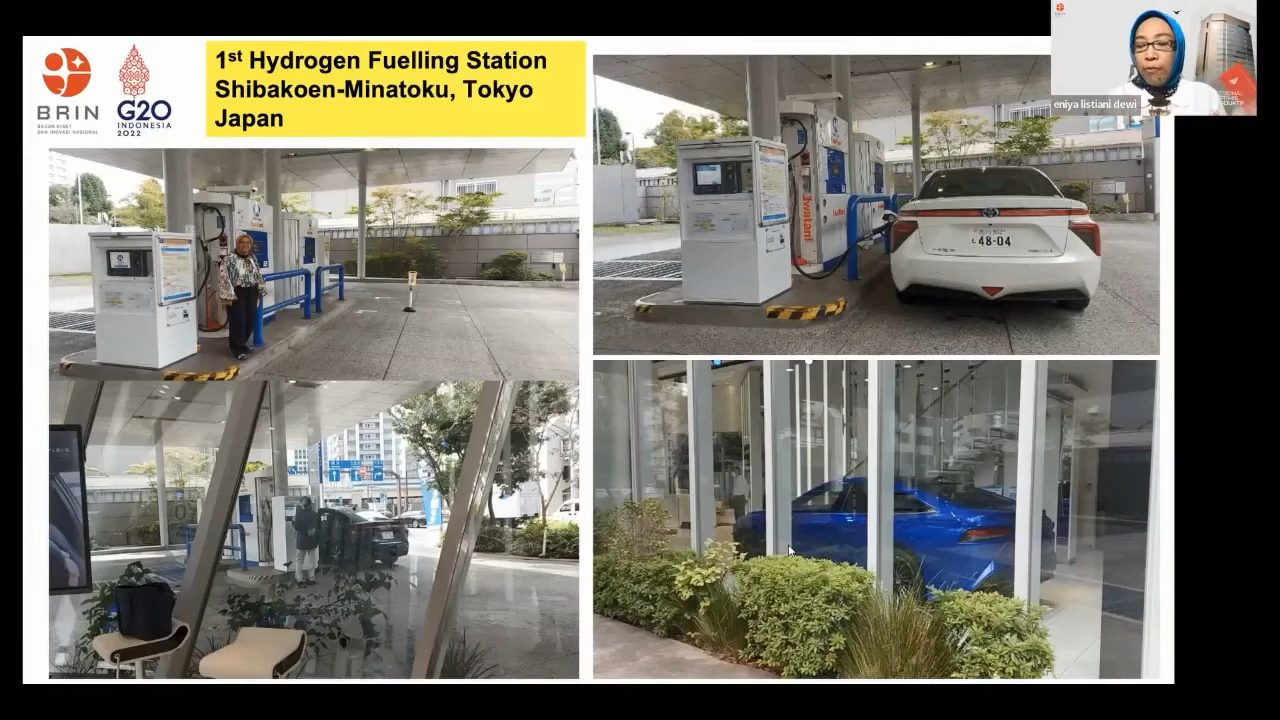 BRIN
BADAN RISET
DAN INOVASI NASIONAL
G20
INDONESIA
2022
1st Hydrogen Fuelling Station
Shibakoen-Minatoku, Tokyo
Japan
Iwatani
48-04
eniya listiani dewi